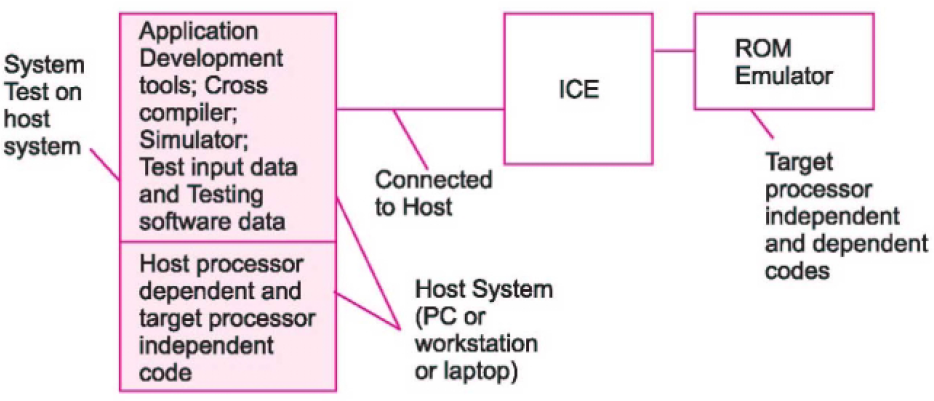 System
Test on
host
system
Application
Development
tools; Cross
compiler;
Simulator;
Test input data
and Testing
software data
Host processor
dependent and
target processor
independent
code
Connected
to Host
Host System
(PC or
workstation
or laptop)
ICE
ROM
Emulator
Target
processor
independent
and dependent
codes